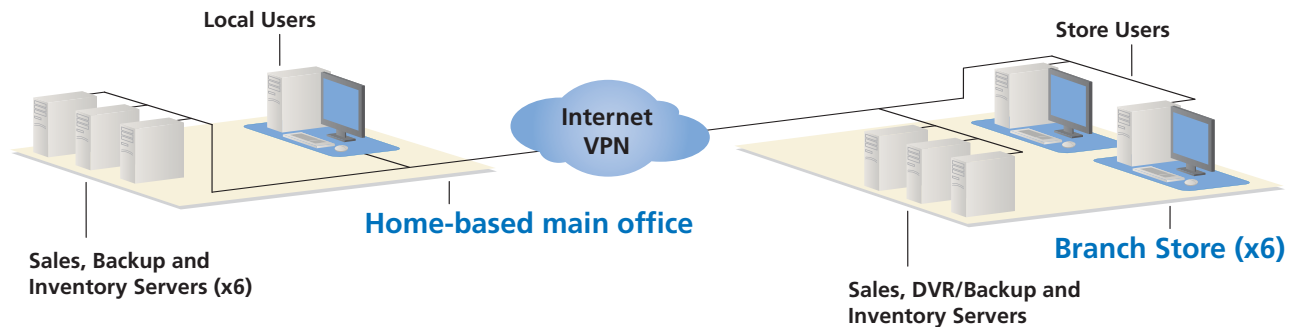 Local Users
Store Users
Internet
VPN
Home-based main office
Branch Store (x6)
Sales, Backup and
Inventory Servers (x6)
Sales, DVR/Backup and
Inventory Servers